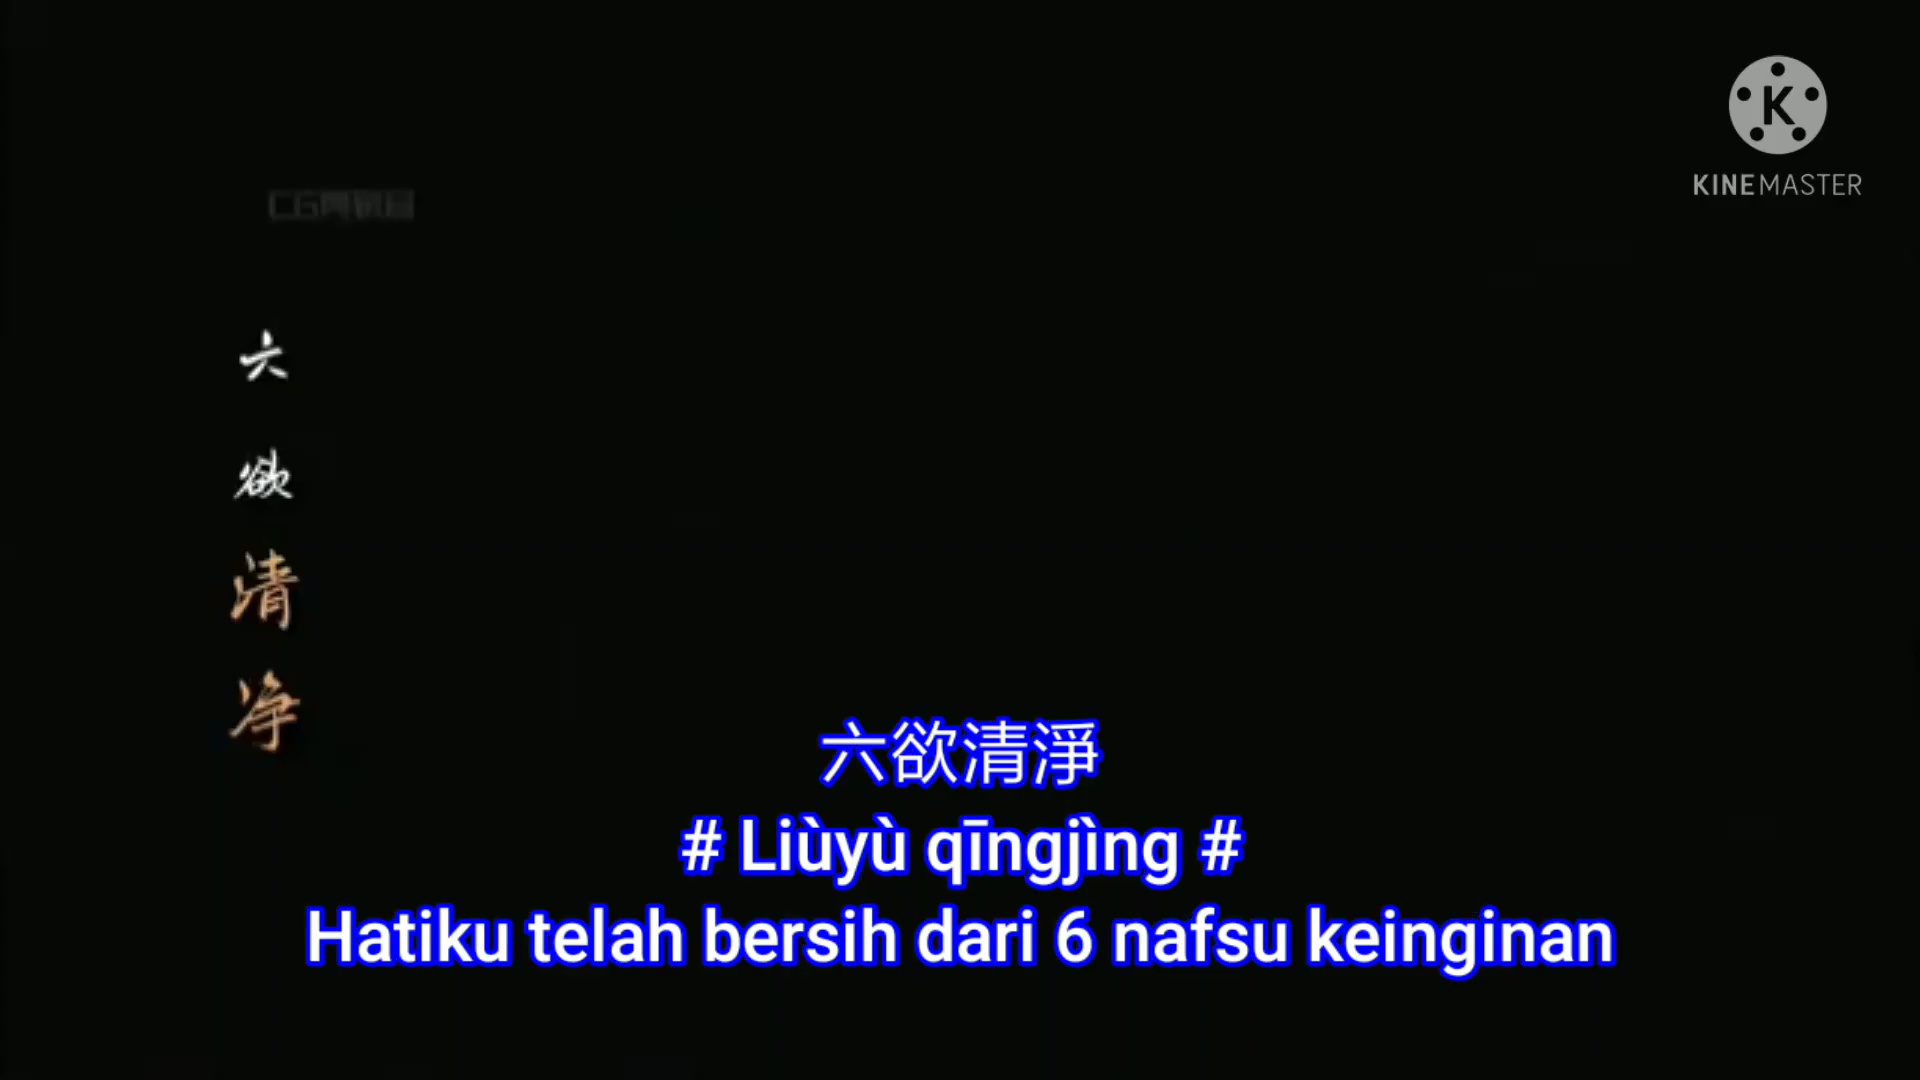 KINEMASTER
六
欲
清
净
六欲清淨
# Liùyù qīngjìng #
Hatiku telah bersih dari 6 nafsu keinginan